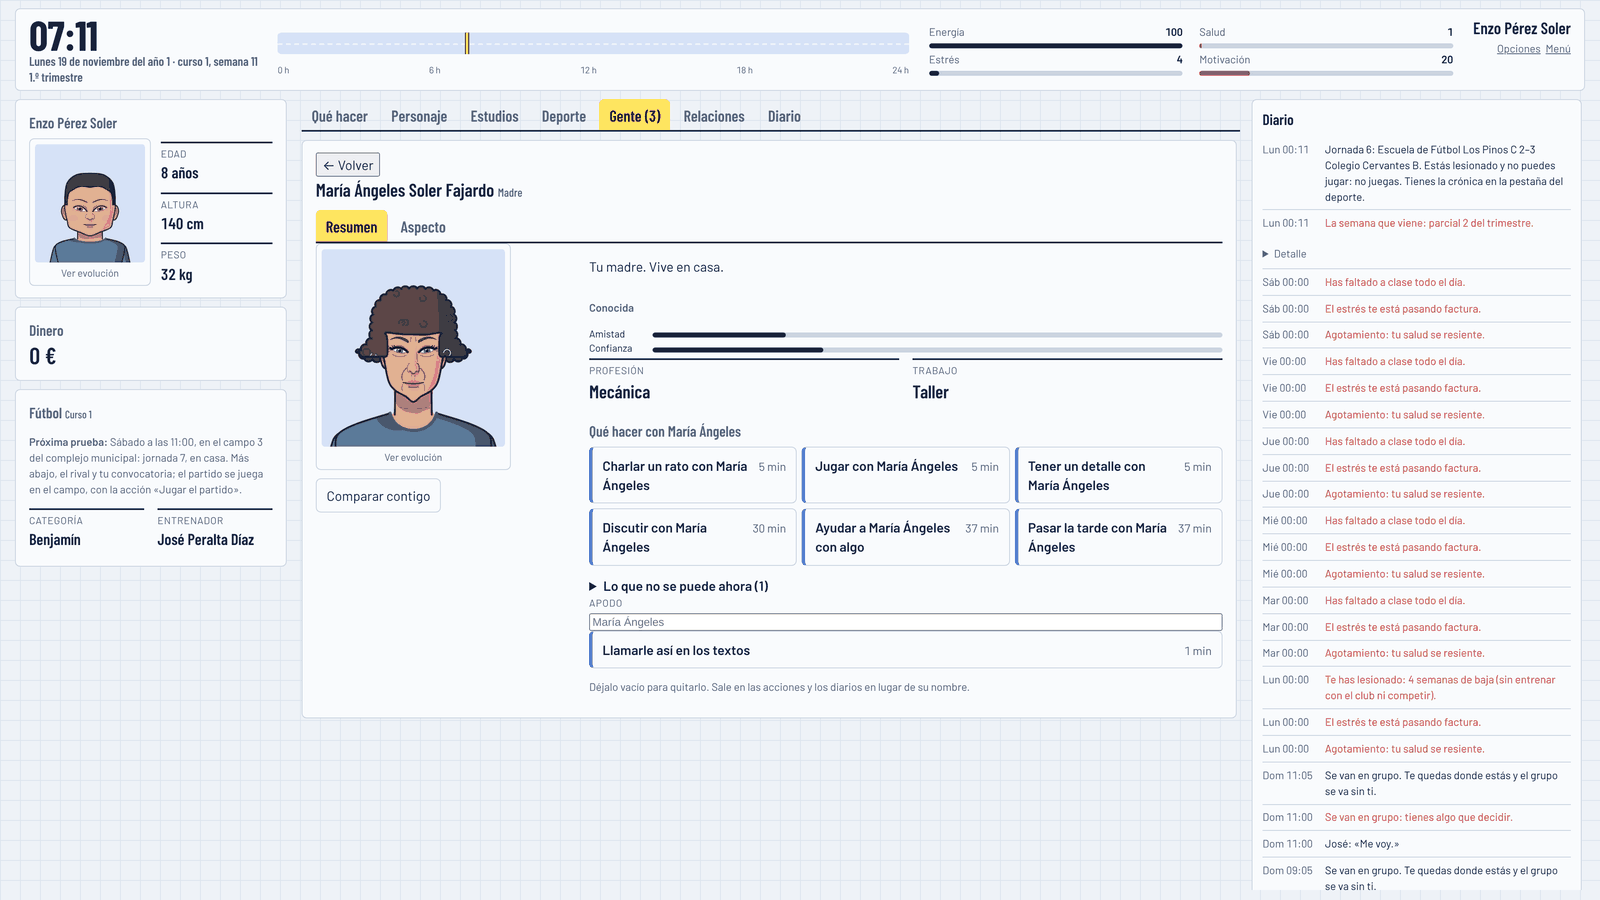 07:11
Lunes 19 de noviembre del año 1 · curso 1, semana 11
1.º trimestre
0 h
6 h
12 h
18 h
24 h
Energía 100
Estrés 4
Salud 1
Motivación 20
Enzo Pérez Soler
Opciones Menú
Enzo Pérez Soler
Ver evolución
EDAD
8 años
ALTURA
140 cm
PESO
32 kg
Dinero
0 €
Fútbol Curso 1
Próxima prueba: Sábado a las 11:00, en el campo 3
del complejo municipal: jornada 7, en casa. Más
abajo, el rival y tu convocatoria; el partido se juega
en el campo, con la acción «Jugar el partido».
CATEGORÍA
Benjamín
ENTRENADOR
José Peralta Díaz
Qué hacer
Personaje
Estudios
Deporte
Gente (3)
Relaciones
Diario
← Volver
María Ángeles Soler Fajardo Madre
Resumen
Aspecto
Ver evolución
Comparar contigo
Tu madre. Vive en casa.
Conocida
Amistad
Confianza
PROFESIÓN
Mecánica
TRABAJO
Taller
Qué hacer con María Ángeles
Charlar un rato con María
Ángeles
5 min
Jugar con María Ángeles
5 min
Tener un detalle con
María Ángeles
5 min
Discutir con María
Ángeles
30 min
Ayudar a María Ángeles
con algo
37 min
Pasar la tarde con María
Ángeles
37 min
▶ Lo que no se puede ahora (1)
APODO
María Ángeles
Llamarle así en los textos
1 min
Déjalo vacío para quitarlo. Sale en las acciones y los diarios en lugar de su nombre.
Diario
Lun 00:11 Jornada 6: Escuela de Fútbol Los Pinos C 2–3
Colegio Cervantes B. Estás lesionado y no puedes
jugar: no juegas. Tienes la crónica en la pestaña del
deporte.
Lun 00:11 La semana que viene: parcial 2 del trimestre.
▶ Detalle
Sáb 00:00 Has faltado a clase todo el día.
Sáb 00:00 El estrés te está pasando factura.
Sáb 00:00 Agotamiento: tu salud se resiente.
Vie 00:00 Has faltado a clase todo el día.
Vie 00:00 El estrés te está pasando factura.
Vie 00:00 Agotamiento: tu salud se resiente.
Jue 00:00 Has faltado a clase todo el día.
Jue 00:00 El estrés te está pasando factura.
Jue 00:00 Agotamiento: tu salud se resiente.
Mié 00:00 Has faltado a clase todo el día.
Mié 00:00 El estrés te está pasando factura.
Mié 00:00 Agotamiento: tu salud se resiente.
Mar 00:00 Has faltado a clase todo el día.
Mar 00:00 El estrés te está pasando factura.
Mar 00:00 Agotamiento: tu salud se resiente.
Lun 00:00 Te has lesionado: 4 semanas de baja (sin entrenar
con el club ni competir).
Lun 00:00 El estrés te está pasando factura.
Lun 00:00 Agotamiento: tu salud se resiente.
Dom 11:05 Se van en grupo. Te quedas donde estás y el grupo
se va sin ti.
Dom 11:00 Se van en grupo: tienes algo que decidir.
Dom 11:00 José: «Me voy.»
Dom 09:05 Se van en grupo. Te quedas donde estás y el grupo
se va sin ti.